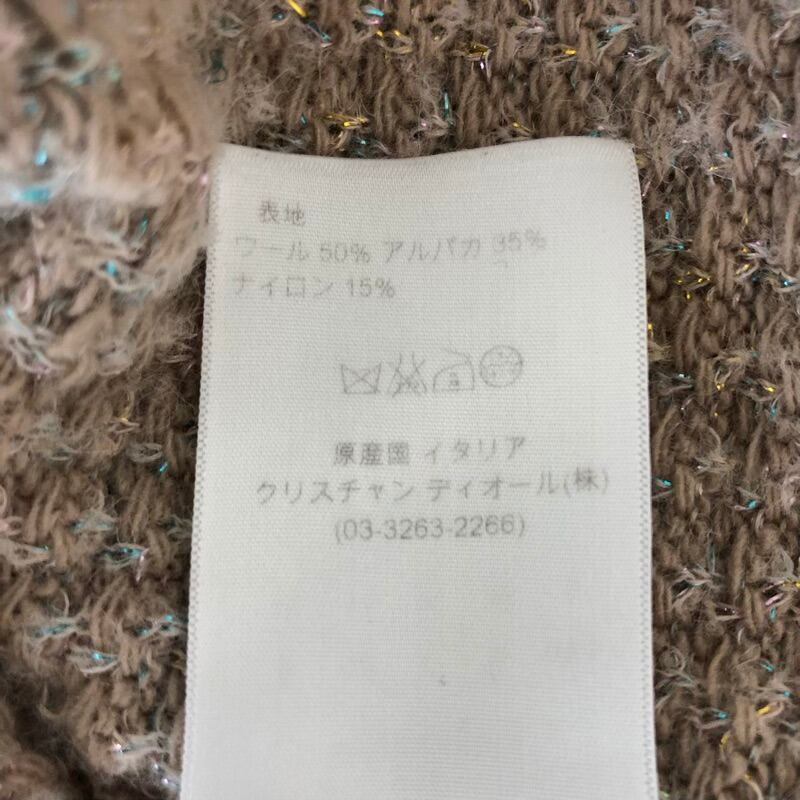 表地
ウール 50% アルパカ 35%
ナイロン 15%
原産国 イタリア
クリスチャン ディオール(株)
(03-3263-2266)